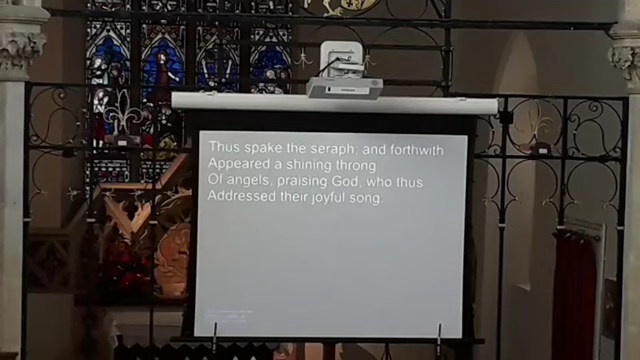 Thus spake the seraph; and forthwith
Appeared a shining throng
Of angels, praising God, who thus
Addressed their joyful song.